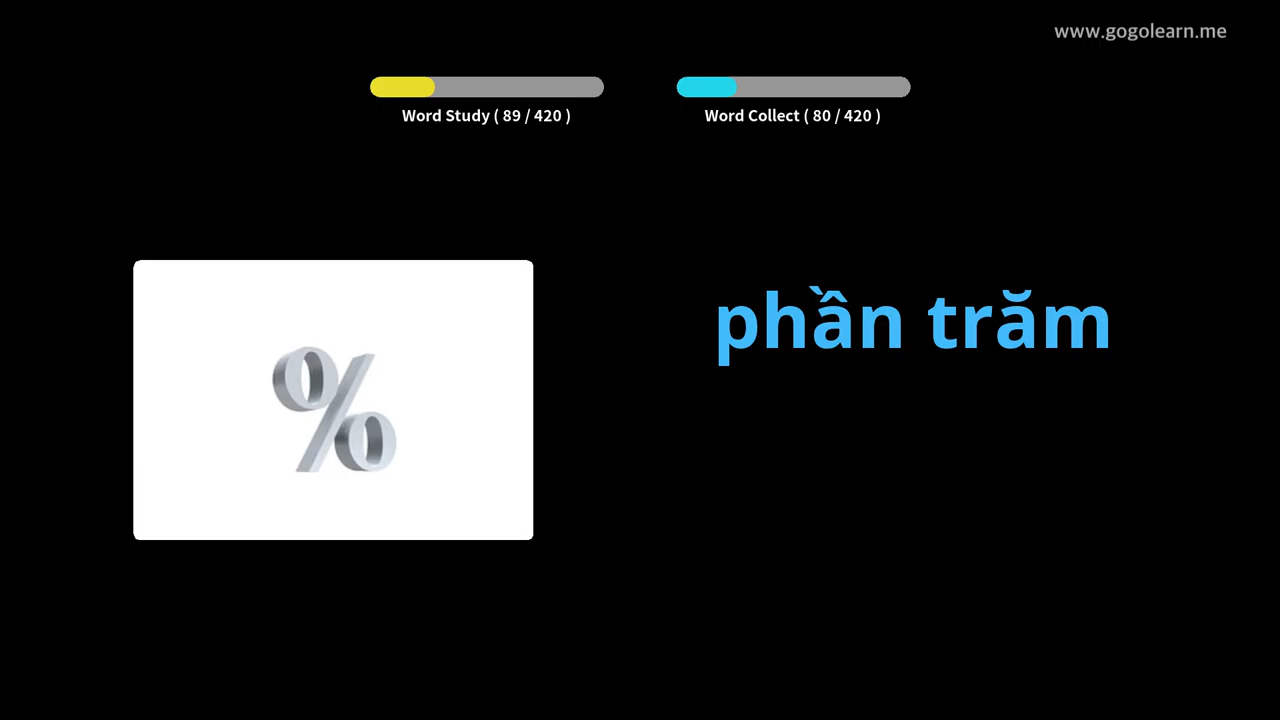 www.gogolearn.me
Word Study ( 89 / 420 )
Word Collect ( 80 / 420 )
%
phần trăm